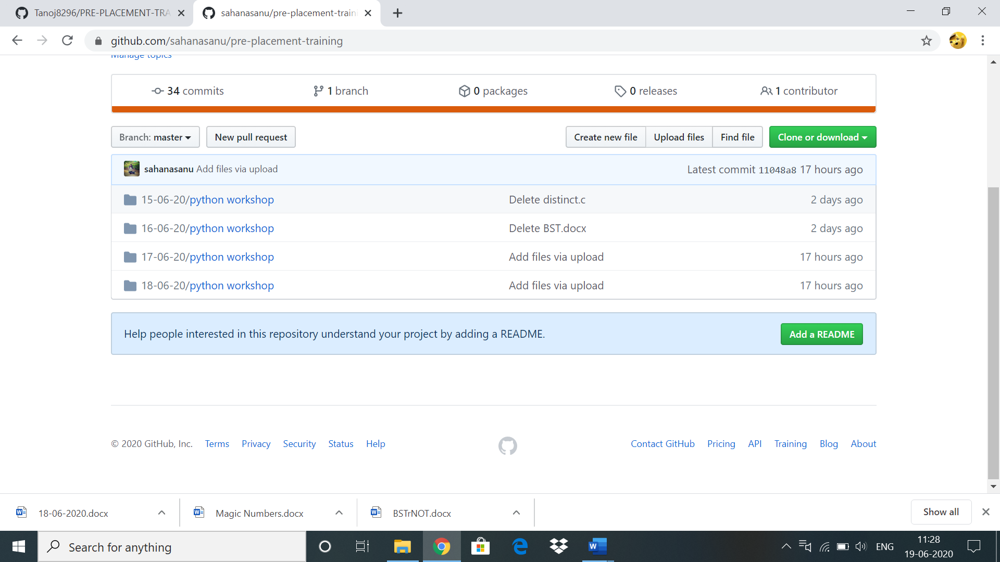 Tanoj8296/PRE-PLACEMENT-TRA
sahanasanu/pre-placement-train
github.com/sahanasanu/pre-placement-training
Manage topics
34 commits
1 branch
0 packages
0 releases
1 contributor
Branch: master
New pull request
Create new file
Upload files
Find file
Clone or download
sahanasanu Add files via upload
Latest commit 11048a8 17 hours ago
15-06-20/python workshop
Delete distinct.c
2 days ago
16-06-20/python workshop
Delete BST.docx
2 days ago
17-06-20/python workshop
Add files via upload
17 hours ago
18-06-20/python workshop
Add files via upload
17 hours ago
Help people interested in this repository understand your project by adding a README.
Add a README
© 2020 GitHub, Inc.
Terms
Privacy
Security
Status
Help
Contact GitHub
Pricing
API
Training
Blog
About
18-06-2020.docx
Magic Numbers.docx
BSTrNOT.docx
Show all
Search for anything
ENG
11:28
19-06-2020